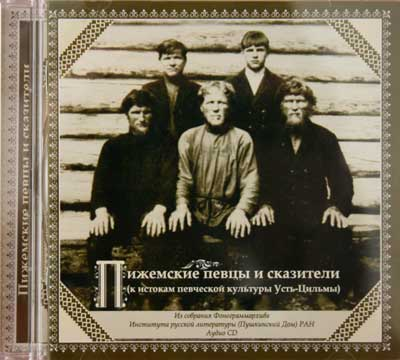 Пижемские певцы и сказители
Пижемские певцы и сказители
(к истокам певческой культуры Усть-Цильмы)
Из собрания Фонограммархива
Института русской литературы (Пушкинский Дом) РАН
Аудио CD